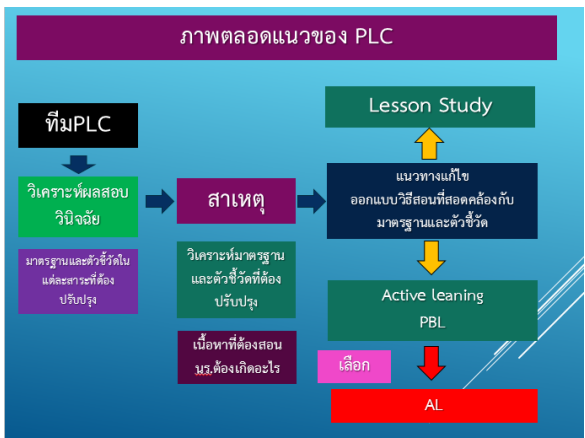 ภาพตลอดแนวของ PLC
ทีมPLC
วิเคราะห์ผลสอบ
วินิจฉัย
มาตรฐานและตัวชี้วัดใน
แต่ละสาระที่ต้อง
ปรับปรุง
สาเหตุ
วิเคราะห์มาตรฐาน
และตัวชี้วัดที่ต้อง
ปรับปรุง
เนื้อหาที่ต้องสอน
นร.ต้องเกิดอะไร
Lesson Study
แนวทางแก้ไข
ออกแบบวิธีสอนที่สอดคล้องกับ
มาตรฐานและตัวชี้วัด
Active leaning
PBL
เลือก
AL